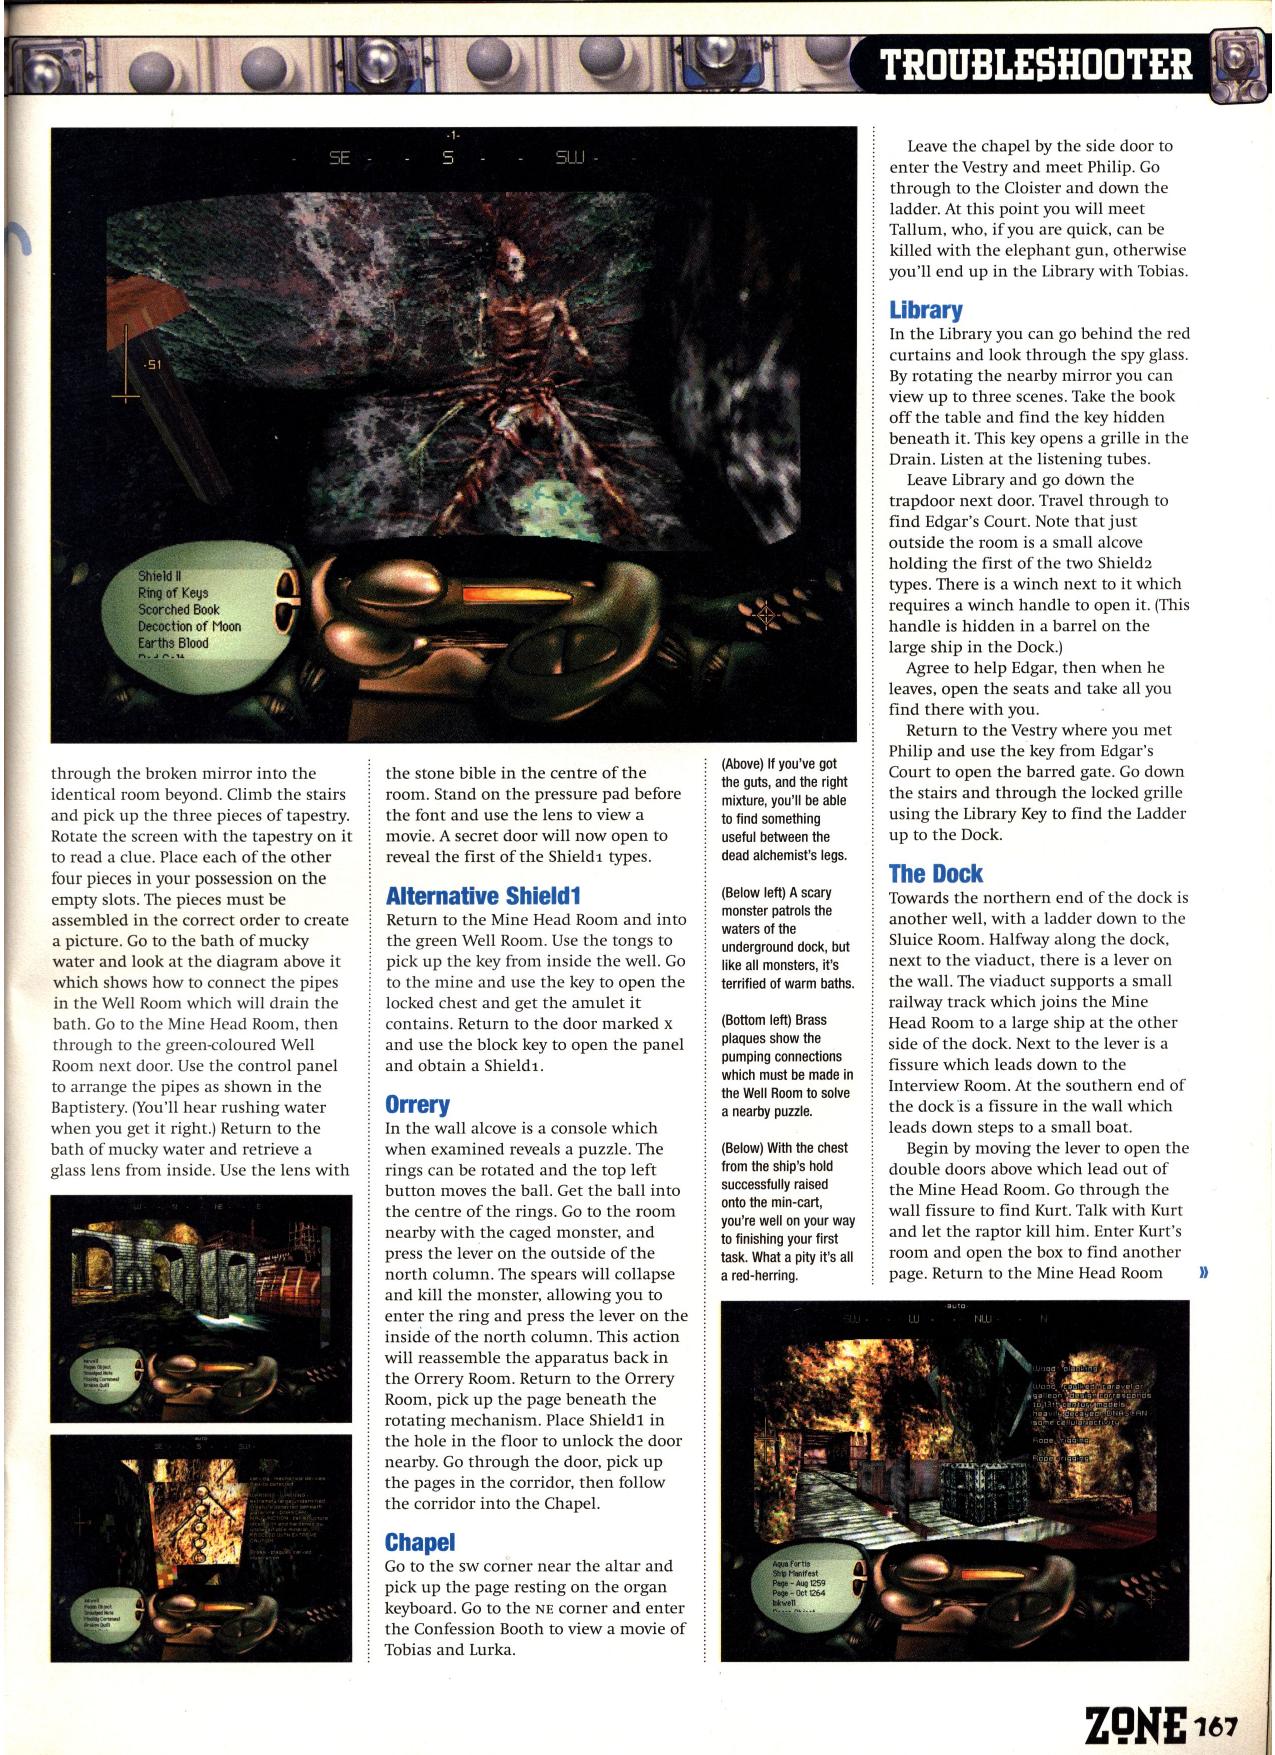 TROUBLESHOOTER
-1-
SE - - S - - SW -
-51
Shield II
Ring of Keys
Scorched Book
Decoction of Moon
Earths Blood
through the broken mirror into the
identical room beyond. Climb the stairs
and pick up the three pieces of tapestry.
Rotate the screen with the tapestry on it
to read a clue. Place each of the other
four pieces in your possession on the
empty slots. The pieces must be
assembled in the correct order to create
a picture. Go to the bath of mucky
water and look at the diagram above it
which shows how to connect the pipes
in the Well Room which will drain the
bath. Go to the Mine Head Room, then
through to the green-coloured Well
Room next door. Use the control panel
to arrange the pipes as shown in the
Baptistery. (You'll hear rushing water
when you get it right.) Return to the
bath of mucky water and retrieve a
glass lens from inside. Use the lens with
the stone bible in the centre of the
room. Stand on the pressure pad before
the font and use the lens to view a
movie. A secret door will now open to
reveal the first of the Shield1 types.
Alternative Shield1
Return to the Mine Head Room and into
the green Well Room. Use the tongs to
pick up the key from inside the well. Go
to the mine and use the key to open the
locked chest and get the amulet it
contains. Return to the door marked X
and use the block key to open the panel
and obtain a Shield1.
Orrery
In the wall alcove is a console which
when examined reveals a puzzle. The
rings can be rotated and the top left
button moves the ball. Get the ball into
the centre of the rings. Go to the room
nearby with the caged monster, and
press the lever on the outside of the
north column. The spears will collapse
and kill the monster, allowing you to
enter the ring and press the lever on the
inside of the north column. This action
will reassemble the apparatus back in
the Orrery Room. Return to the Orrery
Room, pick up the page beneath the
rotating mechanism. Place Shield1 in
the hole in the floor to unlock the door
nearby. Go through the door, pick up
the pages in the corridor, then follow
the corridor into the Chapel.
Chapel
Go to the SW corner near the altar and
pick up the page resting on the organ
keyboard. Go to the NE corner and enter
the Confession Booth to view a movie of
Tobias and Lurka.
(Above) If you've got
the guts, and the right
mixture, you'll be able
to find something
useful between the
dead alchemist's legs.
(Below left) A scary
monster patrols the
waters of the
underground dock, but
like all monsters, it's
terrified of warm baths.
(Bottom left) Brass
plaques show the
pumping connections
which must be made in
the Well Room to solve
a nearby puzzle.
(Below) With the chest
from the ship's hold
successfully raised
onto the min-cart,
you're well on your way
to finishing your first
task. What a pity it's all
a red-herring.
Leave the chapel by the side door to
enter the Vestry and meet Philip. Go
through to the Cloister and down the
ladder. At this point you will meet
Tallum, who, if you are quick, can be
killed with the elephant gun, otherwise
you'll end up in the Library with Tobias.
Library
In the Library you can go behind the red
curtains and look through the spy glass.
By rotating the nearby mirror you can
view up to three scenes. Take the book
off the table and find the key hidden
beneath it. This key opens a grille in the
Drain. Listen at the listening tubes.
Leave Library and go down the
trapdoor next door. Travel through to
find Edgar's Court. Note that just
outside the room is a small alcove
holding the first of the two Shield2
types. There is a winch next to it which
requires a winch handle to open it. (This
handle is hidden in a barrel on the
large ship in the Dock.)
Agree to help Edgar, then when he
leaves, open the seats and take all you
find there with you.
Return to the Vestry where you met
Philip and use the key from Edgar's
Court to open the barred gate. Go down
the stairs and through the locked grille
using the Library Key to find the Ladder
up to the Dock.
The Dock
Towards the northern end of the dock is
another well, with a ladder down to the
Sluice Room. Halfway along the dock,
next to the viaduct, there is a lever on
the wall. The viaduct supports a small
railway track which joins the Mine
Head Room to a large ship at the other
side of the dock. Next to the lever is a
fissure which leads down to the
Interview Room. At the southern end of
the dock is a fissure in the wall which
leads down steps to a small boat.
Begin by moving the lever to open the
double doors above which lead out of
the Mine Head Room. Go through the
wall fissure to find Kurt. Talk with Kurt
and let the raptor kill him. Enter Kurt's
room and open the box to find another
page. Return to the Mine Head Room »
auto
SW - - W - - NW - - N
Aqua Fortis
Ship Manifest
Page - Aug 1259
Page - Oct 1264
Inkwell
ZONE 167